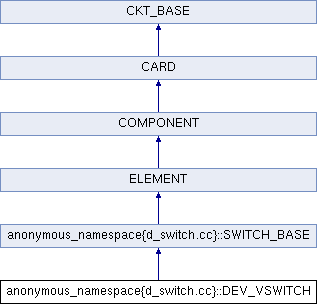 CKT_BASE
CARD
COMPONENT
ELEMENT
anonymous_namespace{d_switch.cc}::SWITCH_BASE
anonymous_namespace{d_switch.cc}::DEV_VSWITCH